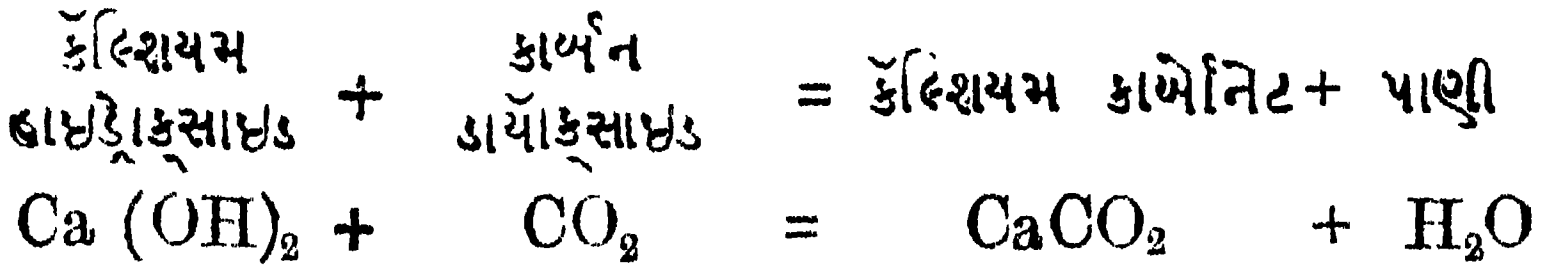 કૅલ્શિયમ કાર્બન
હાઇડ્રોક્સાઇડ + ડાયૉક્સાઇડ = કૅલ્શિયમ કાર્બોનેટ + પાણી
Ca (OH)₂ + CO₂ = CaCO₂ + H₂O